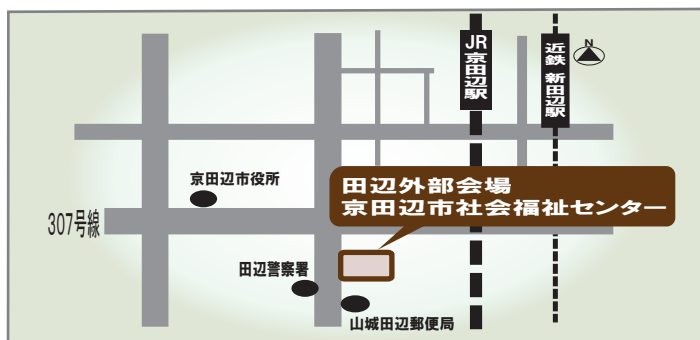 JR
京田辺駅
近鉄 新田辺駅
N
京田辺市役所
田辺外部会場
京田辺市社会福祉センター
307号線
田辺警察署
山城田辺郵便局